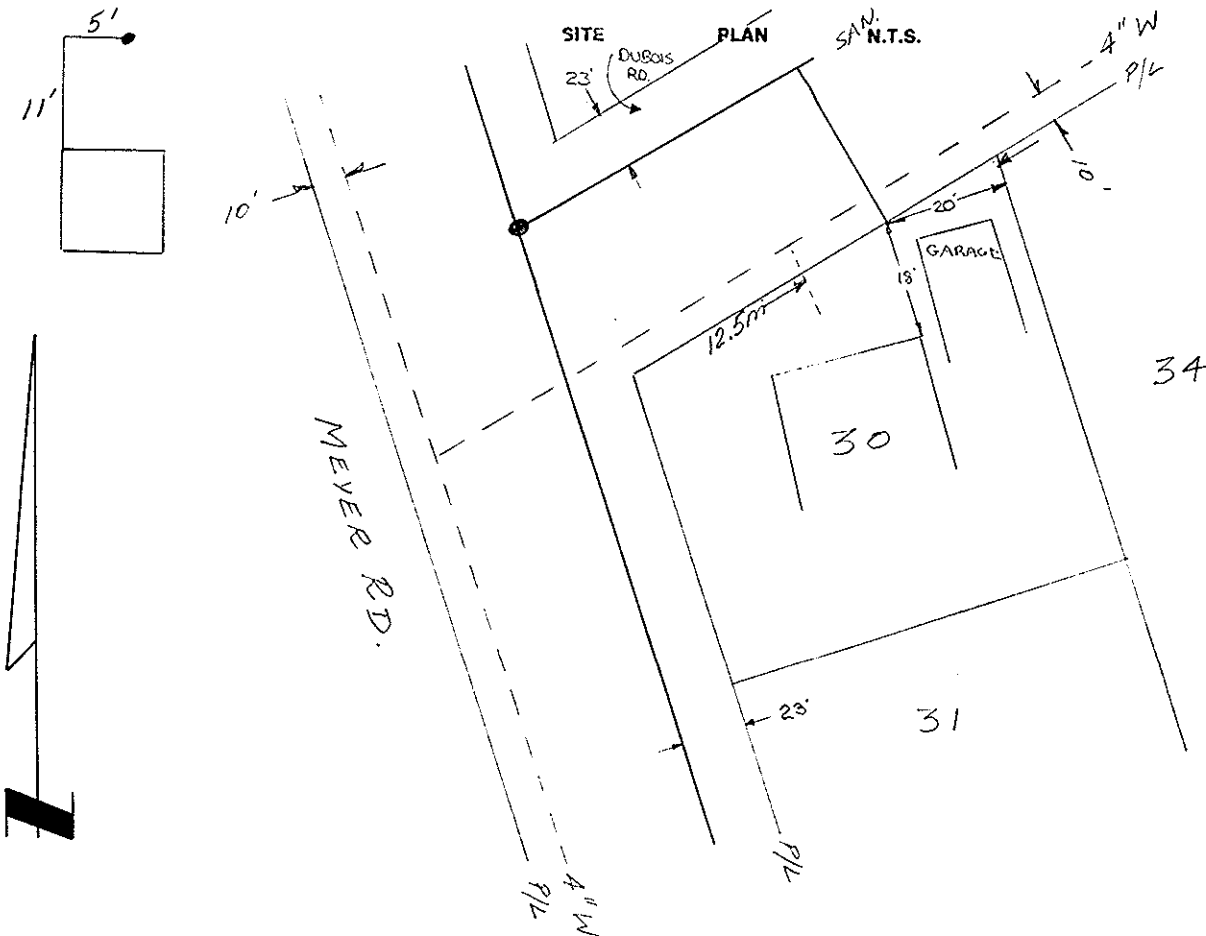 5'
11'
SITE PLAN N.T.S.
SAN.
DUBOIS
RD.
23'
4" W
P/L
10'
10'
20'
GARAGE
18'
12.5m
30
34
MEYER RD.
23'
31
P/L
4" W
P/L